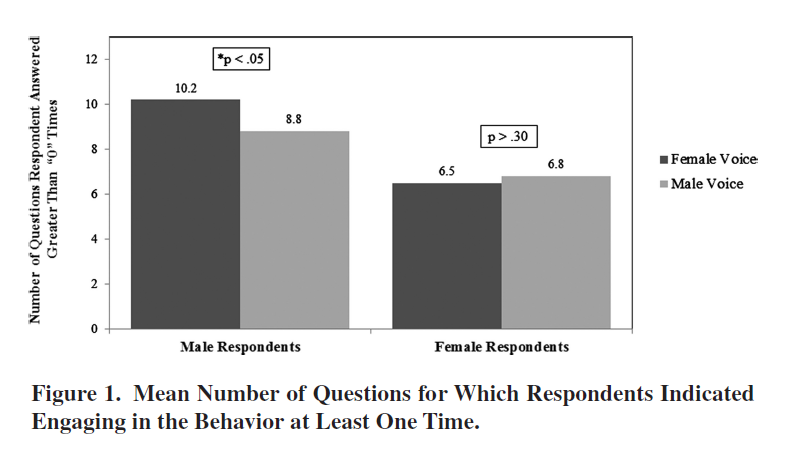 Number of Questions Respondent Answered
Greater Than "0" Times
12
10
8
6
4
2
0
*p < .05
10.2
8.8
p > .30
6.5
6.8
Female Voice
Male Voice
Male Respondents
Female Respondents
Figure 1. Mean Number of Questions for Which Respondents Indicated
Engaging in the Behavior at Least One Time.